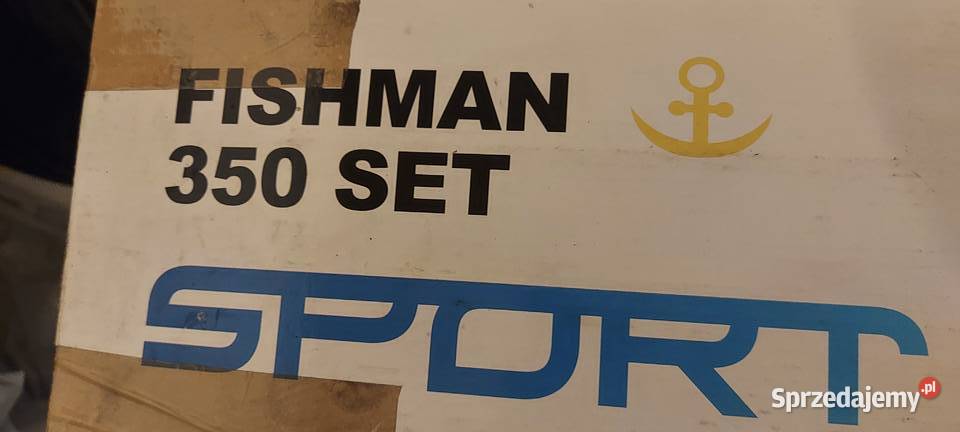 FISHMAN
350 SET
SPORT
Sprzedajemy.pl